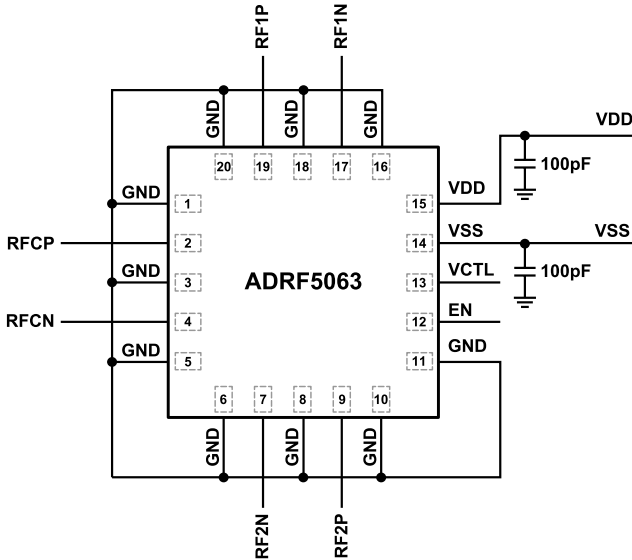 RF1P
RF1N
GND
GND
GND
VDD
20
19
18
17
16
100pF
GND
1
15
VDD
RFCP
2
14
VSS
VSS
GND
3
ADRF5063
13
VCTL
100pF
RFCN
4
12
EN
GND
5
11
GND
6
7
8
9
10
GND
GND
GND
RF2N
RF2P